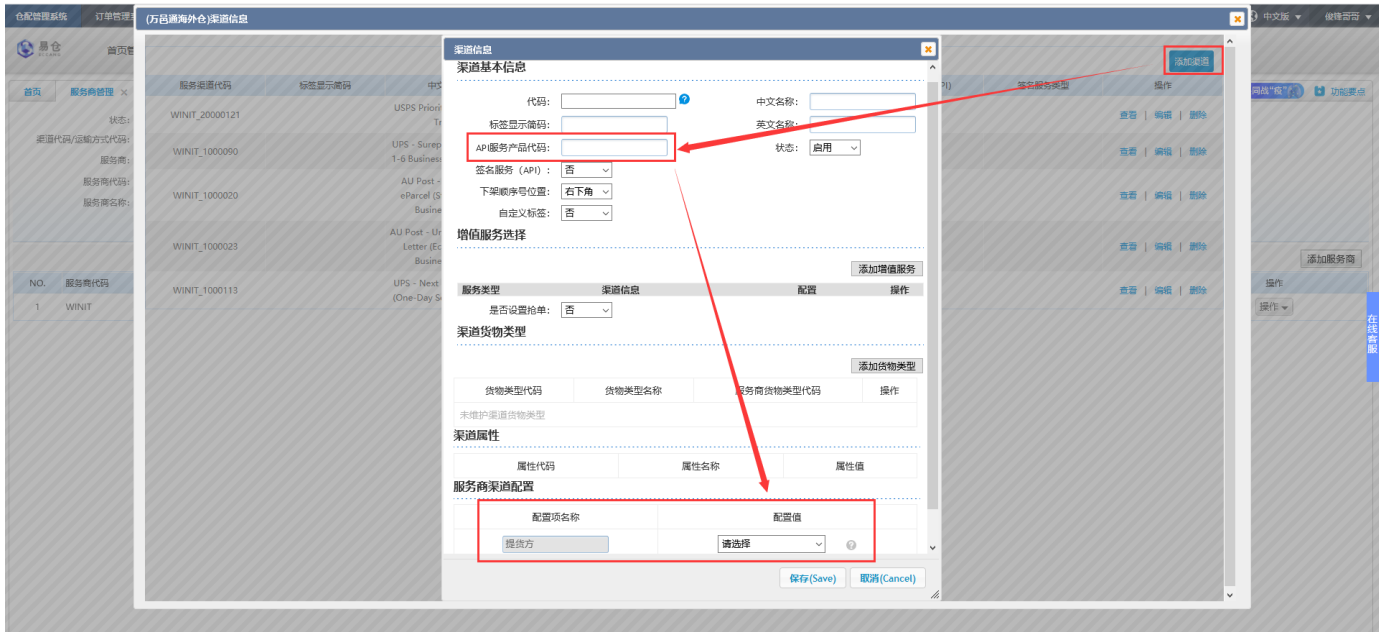 仓配管理系统 订单管理系
中文版 俊锋哥哥
(万邑通海外仓)渠道信息
易仓 首页管
首页 服务商管理 ×
状态:
渠道代码/运输方式代码:
服务商:
服务商代码:
服务商名称:
功能要点
添加服务商
NO. 服务商代码 操作
1 WINIT 操作
在线客服
添加渠道
服务渠道代码 标签显示简码 中文 PI) 签名服务类型 操作
WINIT_20000121 USPS Priori 查看 | 编辑 | 删除
WINIT_1000090 UPS - Surep
1-6 Business 查看 | 编辑 | 删除
WINIT_1000020 AU Post -
eParcel (S
Busine 查看 | 编辑 | 删除
WINIT_1000023 AU Post - Ur
Letter (Ec
Busine 查看 | 编辑 | 删除
WINIT_1000113 UPS - Next
(One-Day S 查看 | 编辑 | 删除
渠道信息
渠道基本信息
代码: ? 中文名称:
标签显示简码: 英文名称:
API服务产品代码: 状态: 启用
签名服务（API）: 否
下架顺序号位置: 右下角
自定义标签: 否
增值服务选择
添加增值服务
服务类型 渠道信息 配置 操作
是否设置抢单: 否
渠道货物类型
添加货物类型
货物类型代码 货物类型名称 服务商货物类型代码 操作
未维护渠道货物类型
渠道属性
属性代码 属性名称 属性值
服务商渠道配置
配置项名称 配置值
提货方 请选择 ?
保存(Save) 取消(Cancel)